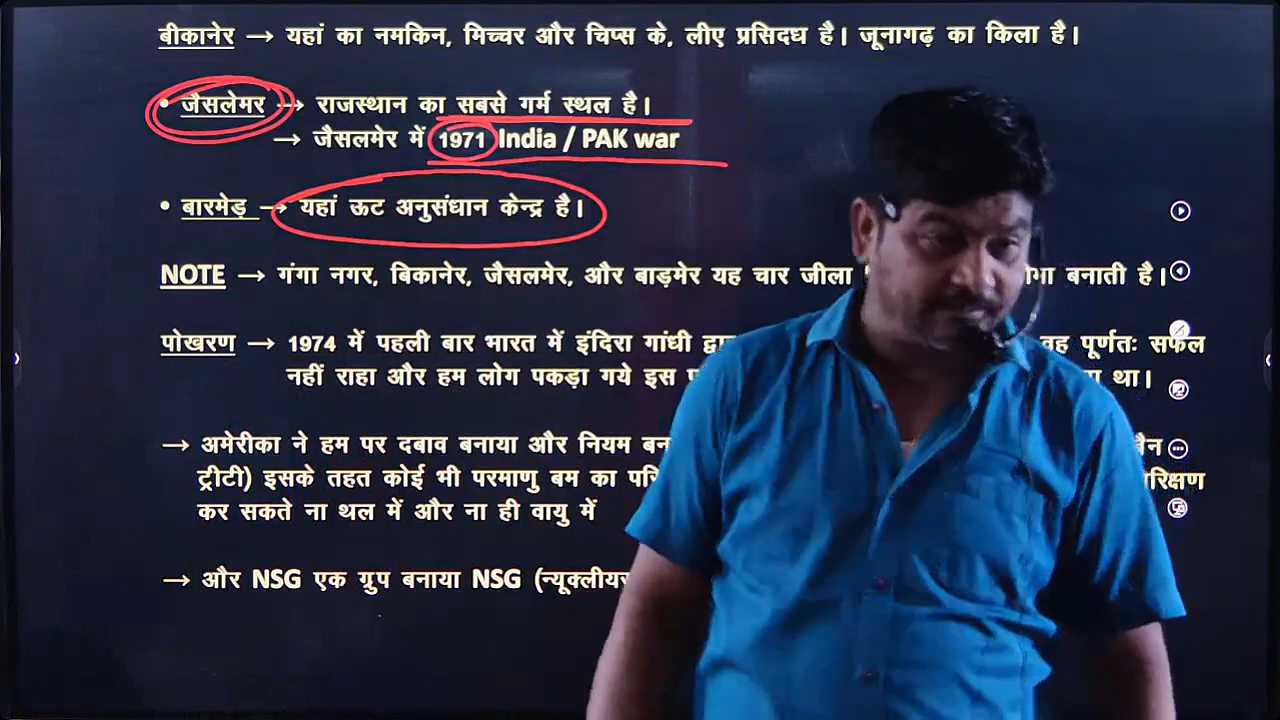 बीकानेर → यहां का नमकिन, मिच्चर और चिप्स के, लीए प्रसिदध है। जूनागढ़ का किला है।
• जैसलेमर → राजस्थान का सबसे गर्म स्थल है।
→ जैसलमेर में 1971 India / PAK war
• बारमेड़ → यहां ऊट अनुसंधान केन्द्र है।
NOTE → गंगा नगर, बिकानेर, जैसलमेर, और बाड़मेर यह चार जीला बनाती है।
पोखरण → 1974 में पहली बार भारत में इंदिरा गांधी वह पूर्णतः सफल
नहीं राहा और हम लोग पकड़ा गये इस था।
→ अमेरीका ने हम पर दबाव बनाया और नियम
ट्रीटी) इसके तहत कोई भी परमाणु बम का
कर सकते ना थल में और ना ही वायु में
→ और NSG एक ग्रुप बनाया NSG (न्यूक्लीयर